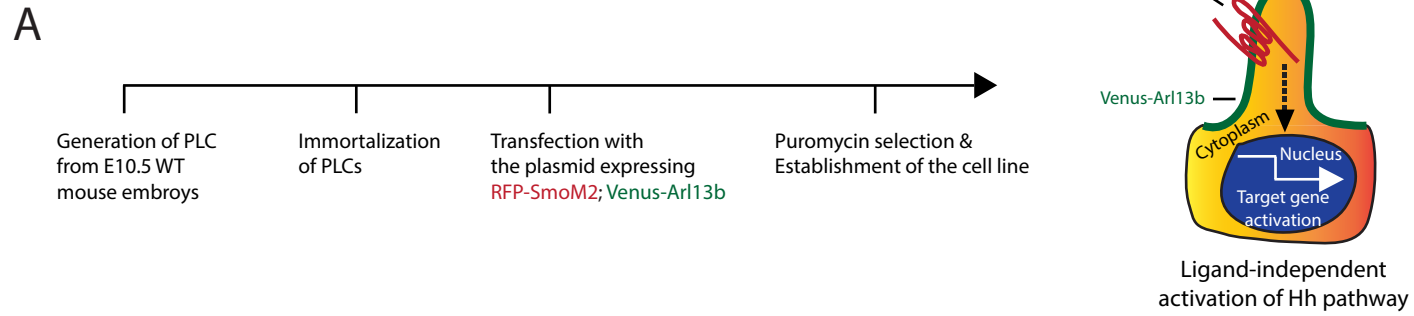 A
Generation of PLC
from E10.5 WT
mouse embroys
Immortalization
of PLCs
Transfection with
the plasmid expressing
RFP-SmoM2; Venus-Arl13b
Puromycin selection &
Establishment of the cell line
Venus-Arl13b
Cytoplasm
Nucleus
Target gene
activation
Ligand-independent
activation of Hh pathway